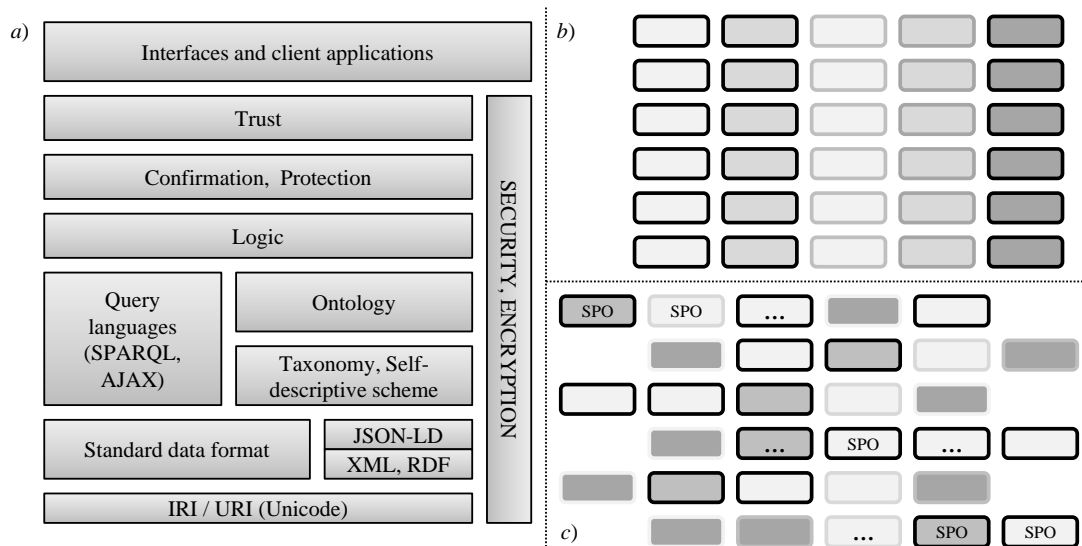 a)
Interfaces and client applications
Trust
Confirmation, Protection
Logic
Query
languages
(SPARQL,
AJAX)
Ontology
Taxonomy, Self-
descriptive scheme
Standard data format
JSON-LD
XML, RDF
IRI / URI (Unicode)
SECURITY, ENCRYPTION
b)
SPO
SPO
...
...
SPO
...
c)
...
SPO
SPO